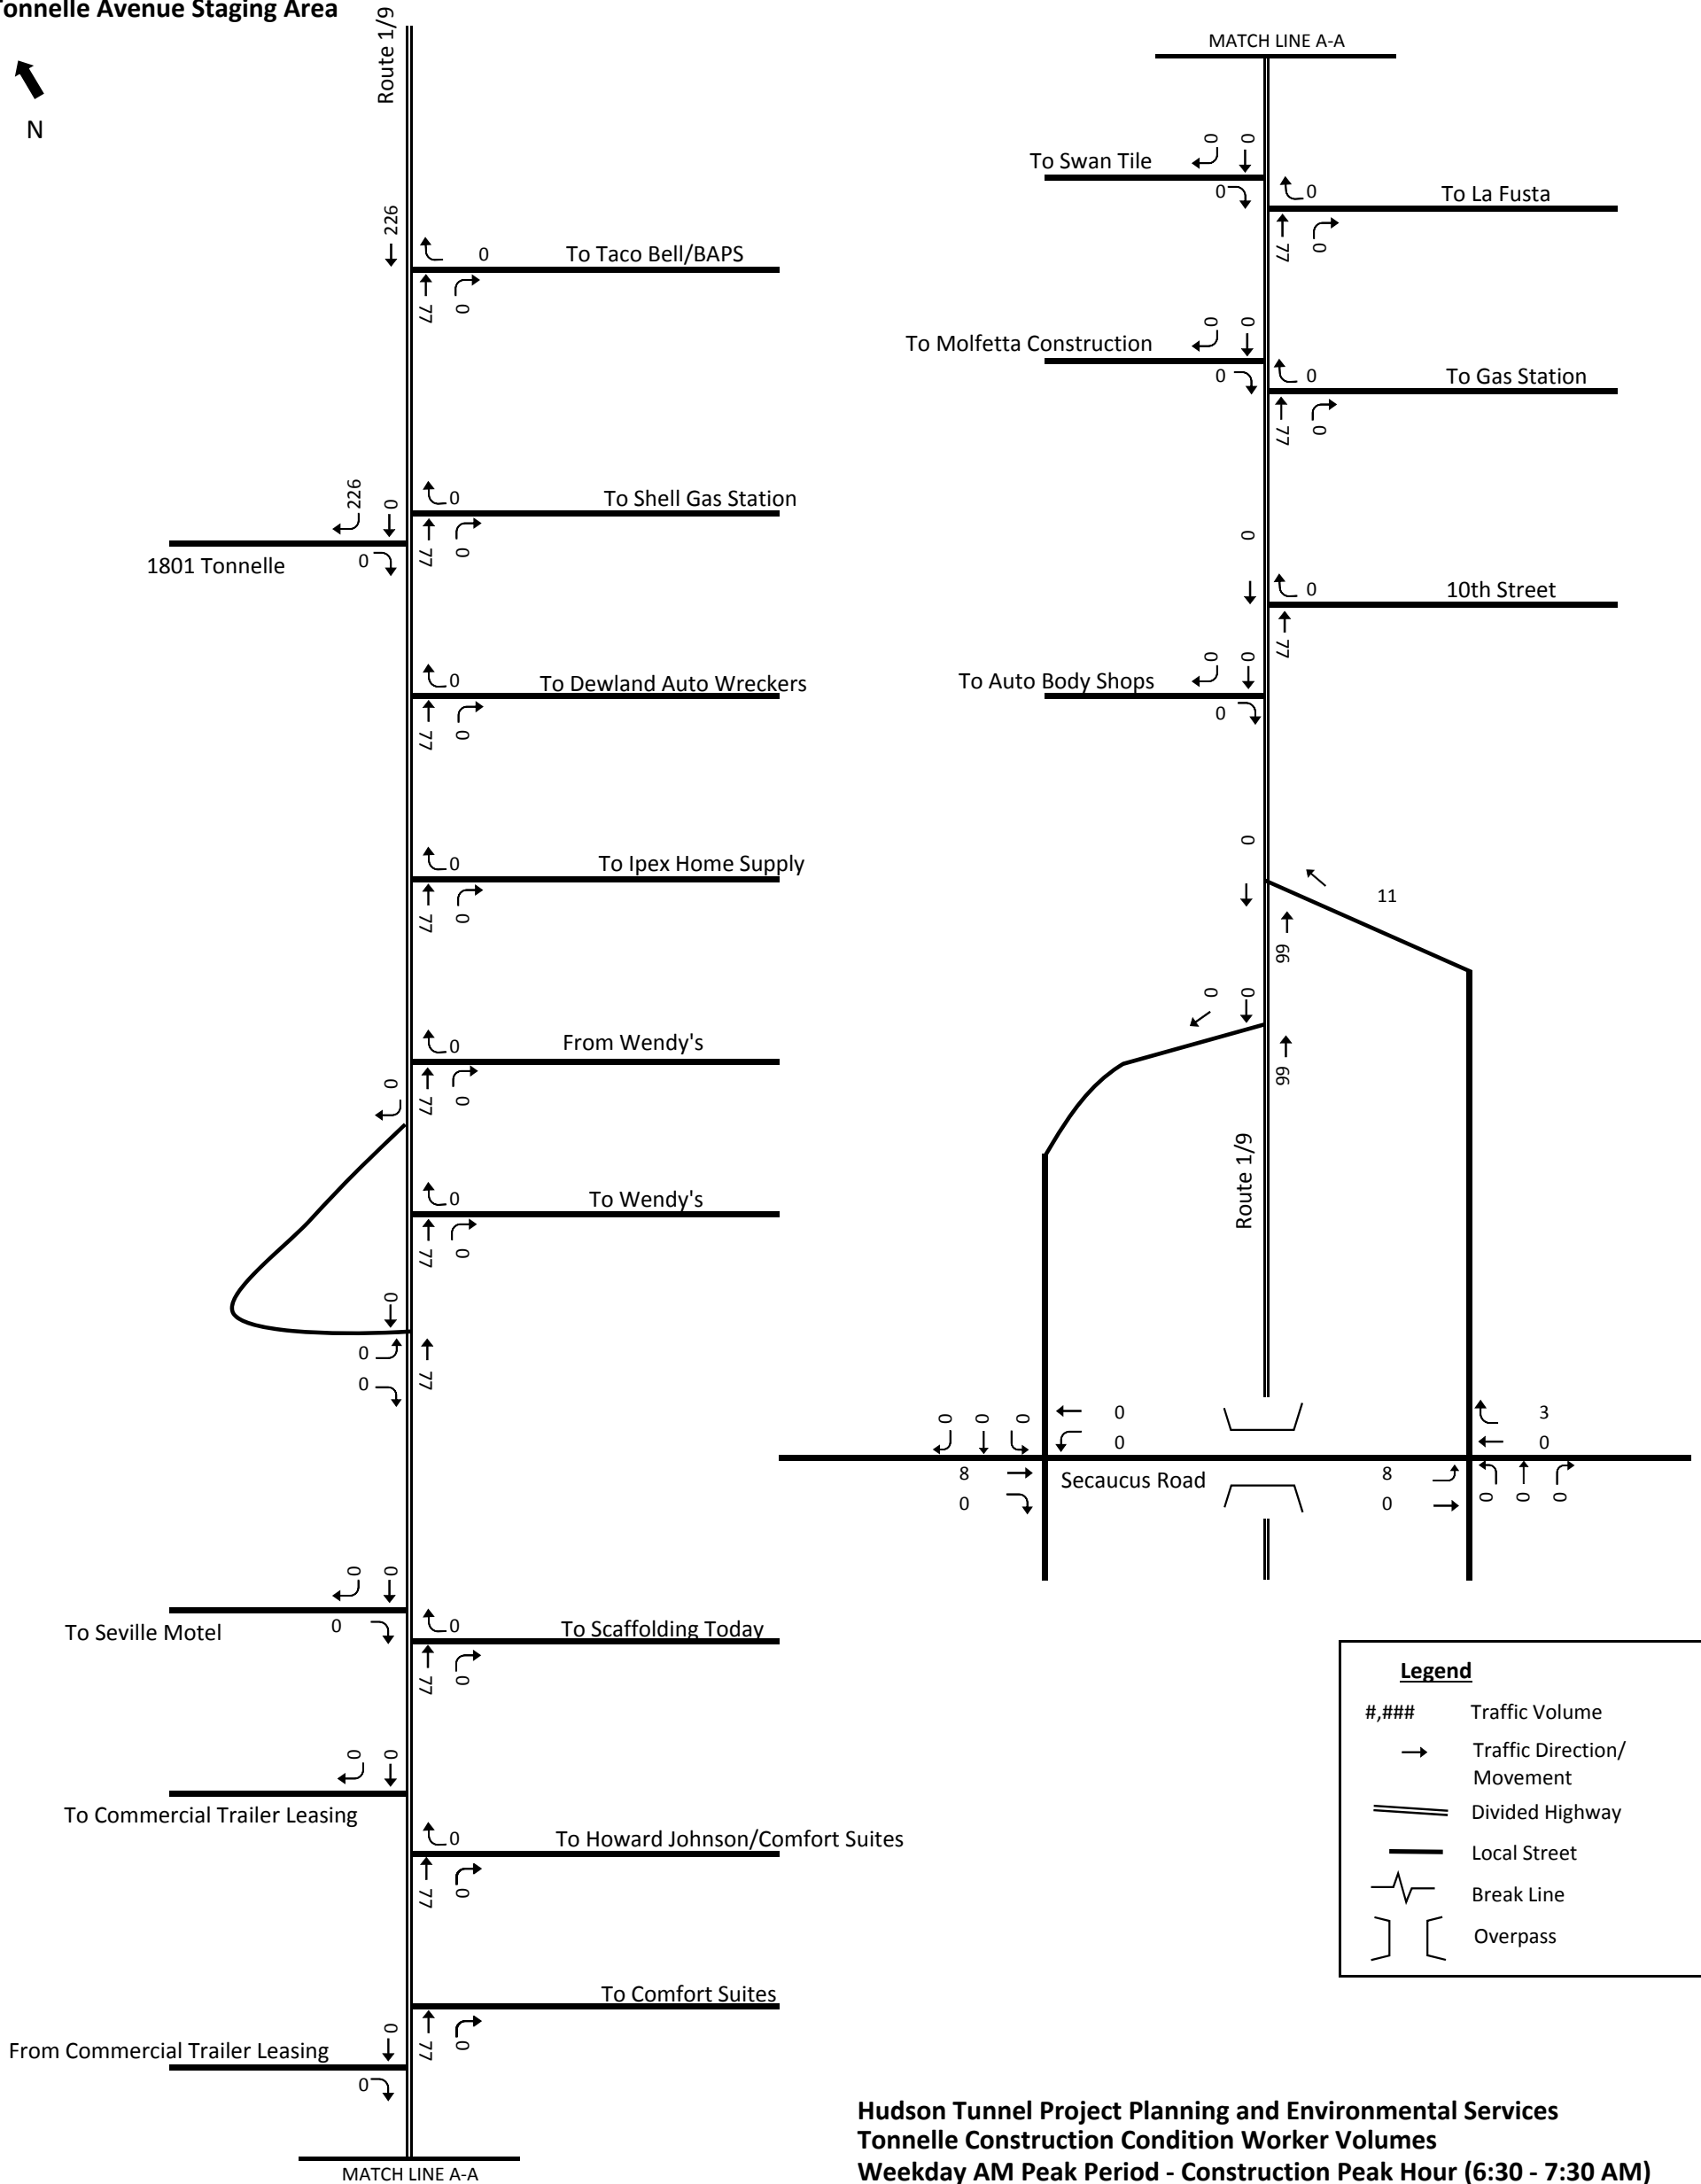 Tonnelle Avenue Staging Area
N
Route 1/9
226
0
To Taco Bell/BAPS
77
0
226
0
0
To Shell Gas Station
1801 Tonnelle
0
77
0
0
To Dewland Auto Wreckers
77
0
0
To Ipex Home Supply
77
0
0
From Wendy's
77
0
0
0
To Wendy's
77
0
0
0
77
0
0
0
To Seville Motel
0
0
To Scaffolding Today
77
0
0
0
To Commercial Trailer Leasing
0
To Howard Johnson/Comfort Suites
77
0
To Comfort Suites
0
77
0
From Commercial Trailer Leasing
0
MATCH LINE A-A
MATCH LINE A-A
0
0
To Swan Tile
0
0
To La Fusta
77
0
0
0
To Molfetta Construction
0
0
To Gas Station
77
0
0
0
10th Street
77
0
0
To Auto Body Shops
0
0
11
66
0
0
66
Route 1/9
0
0
0
0
0
8
0
Secaucus Road
3
0
8
0
0
0
0
Legend
#,### Traffic Volume
Traffic Direction/
Movement
Divided Highway
Local Street
Break Line
Overpass
Hudson Tunnel Project Planning and Environmental Services
Tonnelle Construction Condition Worker Volumes
Weekday AM Peak Period - Construction Peak Hour (6:30 - 7:30 AM)